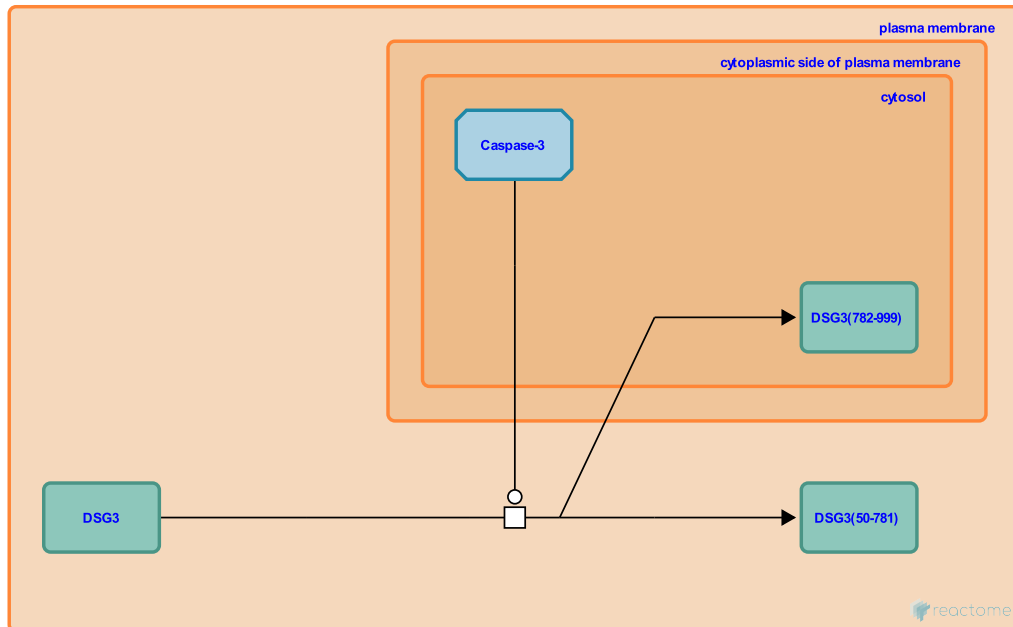 plasma membrane
cytoplasmic side of plasma membrane
cytosol
Caspase-3
DSG3(782-999)
DSG3
DSG3(50-781)
reactome